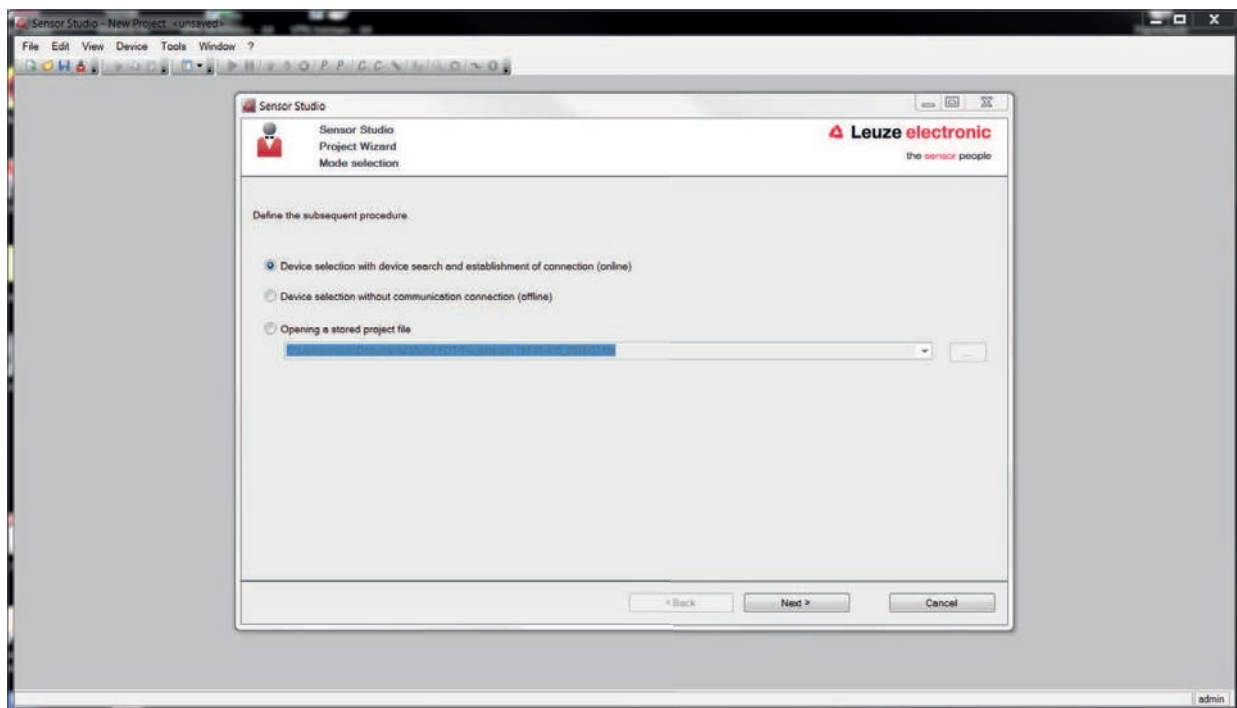 Sensor Studio - New Project <unsaved>
File Edit View Device Tools Window ?
Sensor Studio
Sensor Studio
Project Wizard
Mode selection
Leuze electronic
the sensor people
Define the subsequent procedure.
Device selection with device search and establishment of connection (online)
Device selection without communication connection (offline)
Opening a stored project file
...
< Back
Next >
Cancel
admin